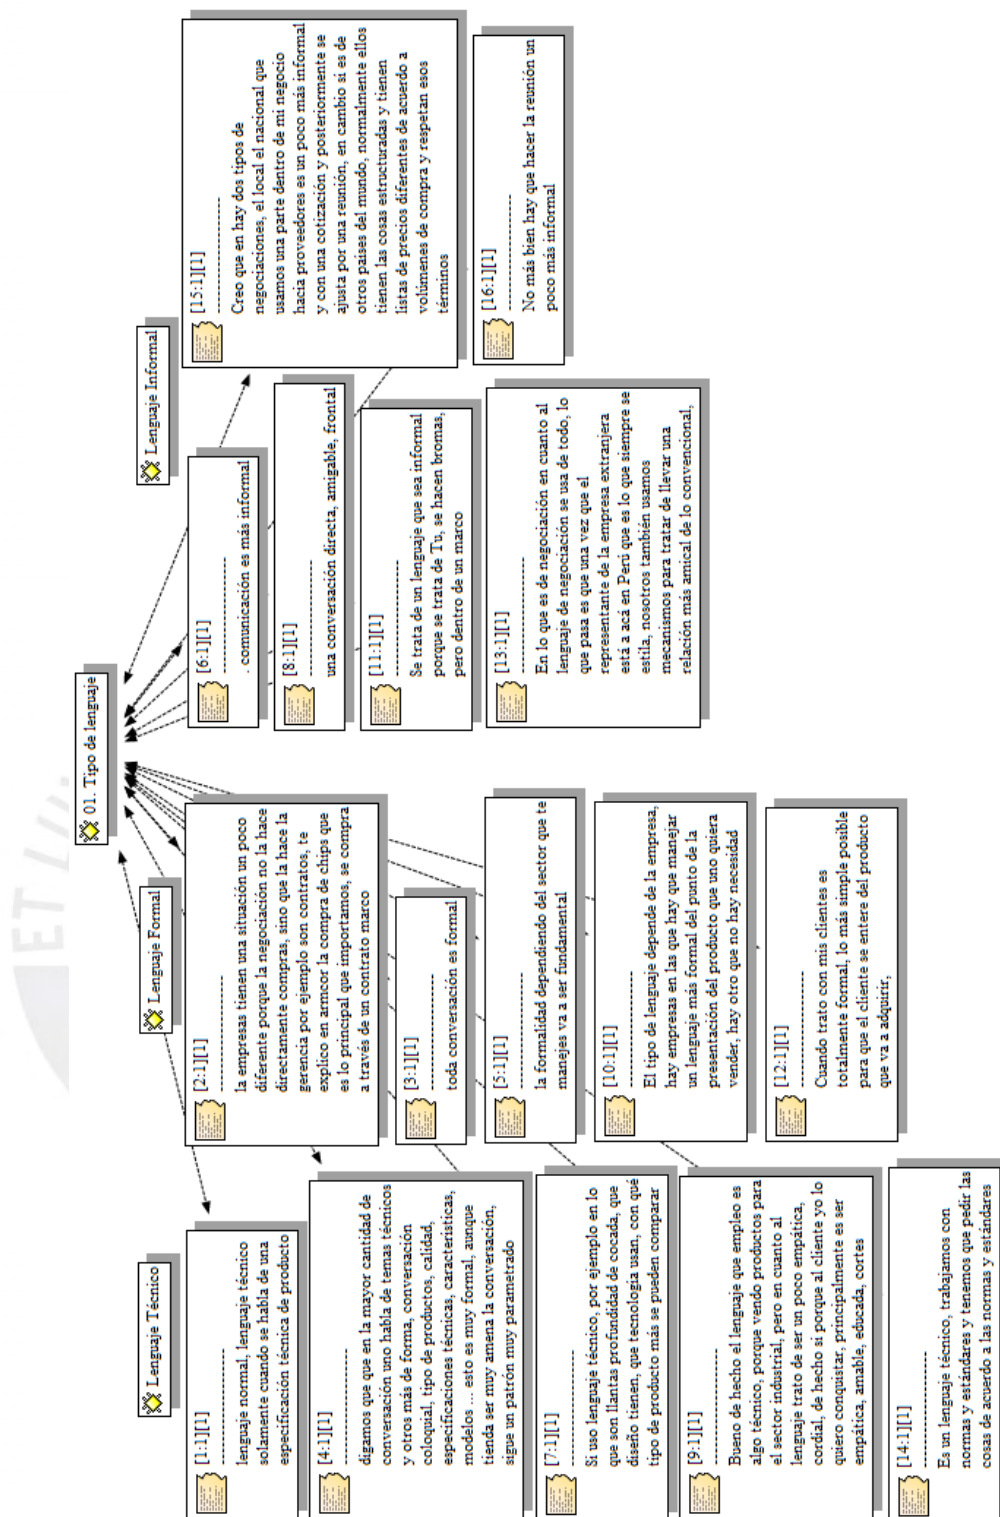 ET LU
01. Tipo de lenguaje
Lenguaje Técnico
Lenguaje Formal
Lenguaje Informal
[1:1][1]
--------------------
lenguaje normal, lenguaje técnico
solamente cuando se habla de una
especificación técnica de producto
[4:1][1]
--------------------
digamos que que en la mayor cantidad de
conversación uno habla de temas técnicos
y otros más de forma, conversación
coloquial, tipo de productos, calidad,
especificaciones técnicas, características,
modelos... esto es muy formal, aunque
tienda ser muy amena la conversación,
sigue un patrón muy parametrado
[7:1][1]
--------------------
Si uso lenguaje técnico, por ejemplo en lo
que son llantas profundidad de cocada, que
diseño tienen, que tecnología usan, con qué
tipo de producto más se pueden comparar
[9:1][1]
--------------------
Bueno de hecho el lenguaje que empleo es
algo técnico, porque vendo productos para
el sector industrial, pero en cuanto al
lenguaje trato de ser un poco empática,
cordial, de hecho si porque al cliente yo lo
quiero conquistar, principalmente es ser
empática, amable, educada, cortes
[14:1][1]
--------------------
Es un lenguaje técnico, trabajamos con
normas y estándares y tenemos que pedir las
cosas de acuerdo a las normas y estándares
[2:1][1]
--------------------
la empresas tienen una situación un poco
diferente porque la negociación no la hace
directamente compras, sino que la hace la
gerencia por ejemplo son contratos, te
explico en armicor la compra de chips que
es lo principal que importamos, se compra
a través de un contrato marco
[3:1][1]
--------------------
toda conversación es formal
[5:1][1]
--------------------
la formalidad dependiendo del sector que te
manejes va a ser fundamental
[10:1][1]
--------------------
El tipo de lenguaje depende de la empresa,
hay empresas en las que hay que manejar
un lenguaje más formal del punto de la
presentación del producto que uno quiera
vender, hay otro que no hay necesidad
[12:1][1]
--------------------
Cuando trato con mis clientes es
totalmente formal, lo más simple posible
para que el cliente se entere del producto
que va a adquirir,
[6:1][1]
--------------------
. comunicación es más informal
[8:1][1]
--------------------
una conversación directa, amigable, frontal
[11:1][1]
--------------------
Se trata de un lenguaje que sea informal
porque se trata de Tu, se hacen bromas,
pero dentro de un marco
[13:1][1]
--------------------
En lo que es de negociación en cuanto al
lenguaje de negociación se usa de todo, lo
que pasa es que una vez que el
representante de la empresa extranjera
está a acá en Perú que es lo que siempre se
estila, nosotros también usamos
mecanismos para tratar de llevar una
relación más amical de lo convencional,
[15:1][1]
--------------------
Creo que en hay dos tipos de
negociaciones, el local el nacional que
usamos una parte dentro de mi negocio
hacia proveedores es un poco más informal
y con una cotización y posteriormente se
ajusta por una reunión, en cambio si es de
otros países del mundo, normalmente ellos
tienen las cosas estructuradas y tienen
listas de precios diferentes de acuerdo a
volúmenes de compra y respetan esos
términos
[16:1][1]
--------------------
No más bien hay que hacer la reunión un
poco más informal